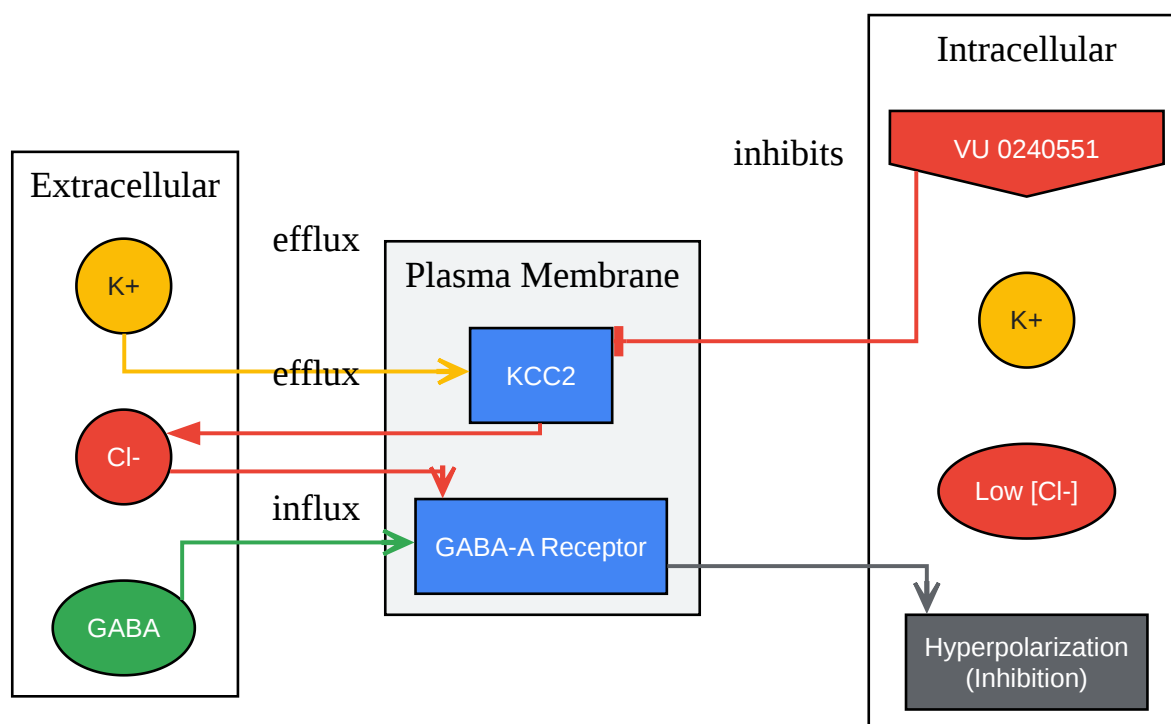 Extracellular
K+
Cl-
GABA
efflux
efflux
influx
Plasma Membrane
KCC2
GABA-A Receptor
inhibits
Intracellular
VU 0240551
K+
Low [Cl-]
Hyperpolarization
(Inhibition)